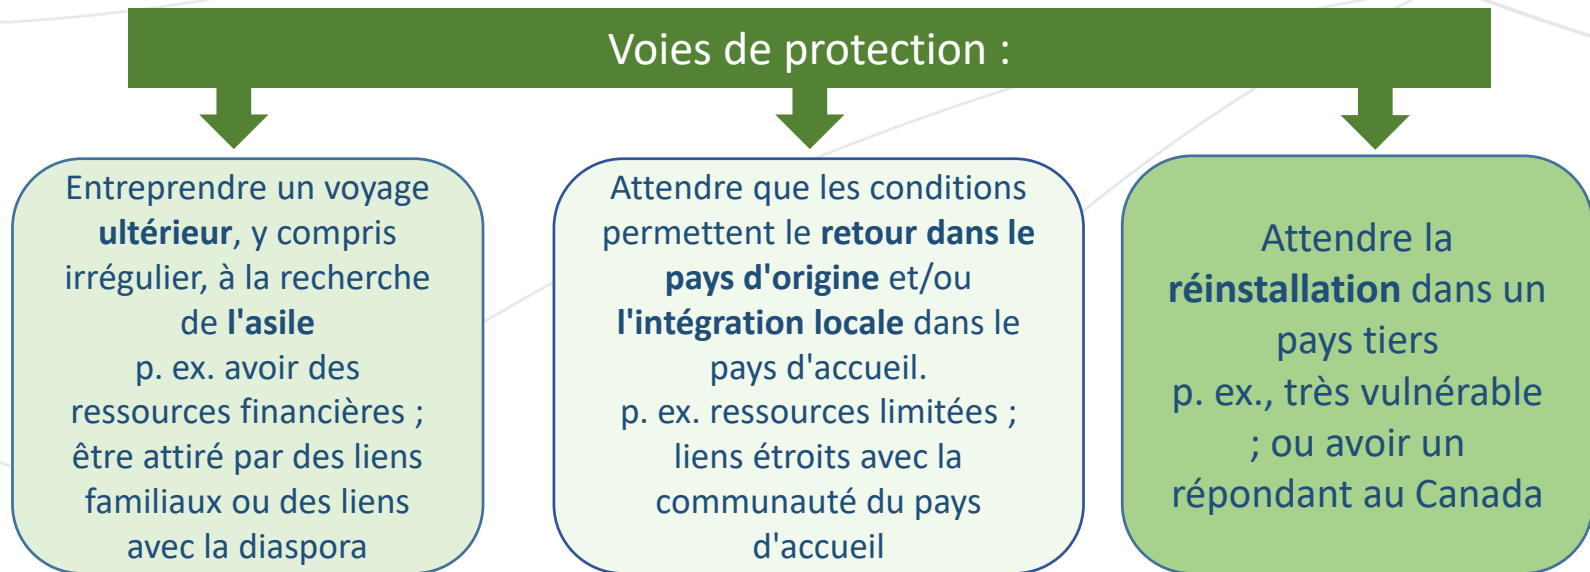 Voies de protection :
Entreprendre un voyage
ultérieur, y compris
irrégulier, à la recherche
de l'asile
p. ex. avoir des
ressources financières ;
être attiré par des liens
familiaux ou des liens
avec la diaspora
Attendre que les conditions
permettent le retour dans le
pays d'origine et/ou
l'intégration locale dans le
pays d'accueil.
p. ex. ressources limitées ;
liens étroits avec la
communauté du pays
d'accueil
Attendre la
réinstallation dans un
pays tiers
p. ex., très vulnérable
; ou avoir un
répondant au Canada